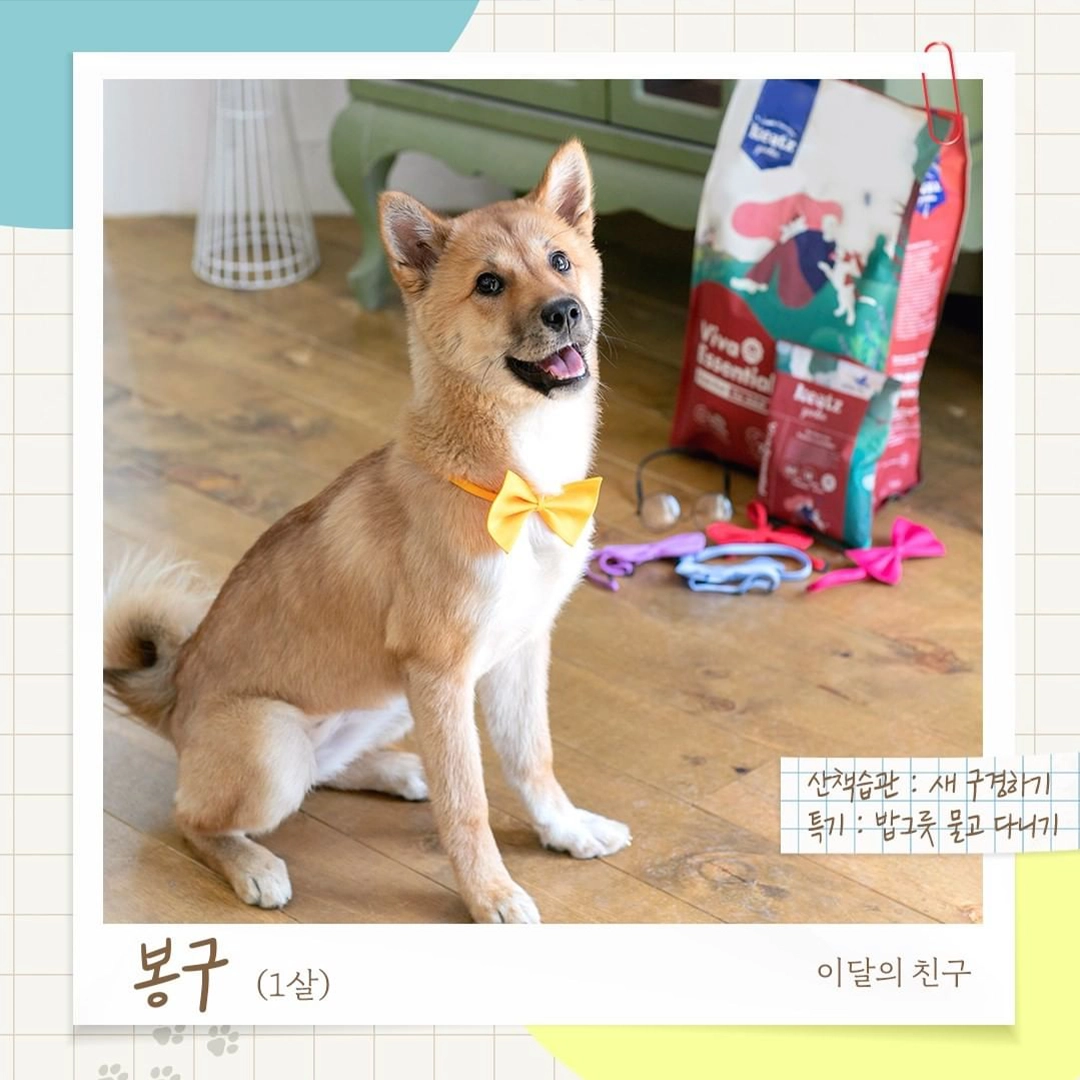 Viva
Essential
산책습관 : 새 구경하기
특기 : 밥그릇 물고 다니기
봉구 (1살)
이달의 친구